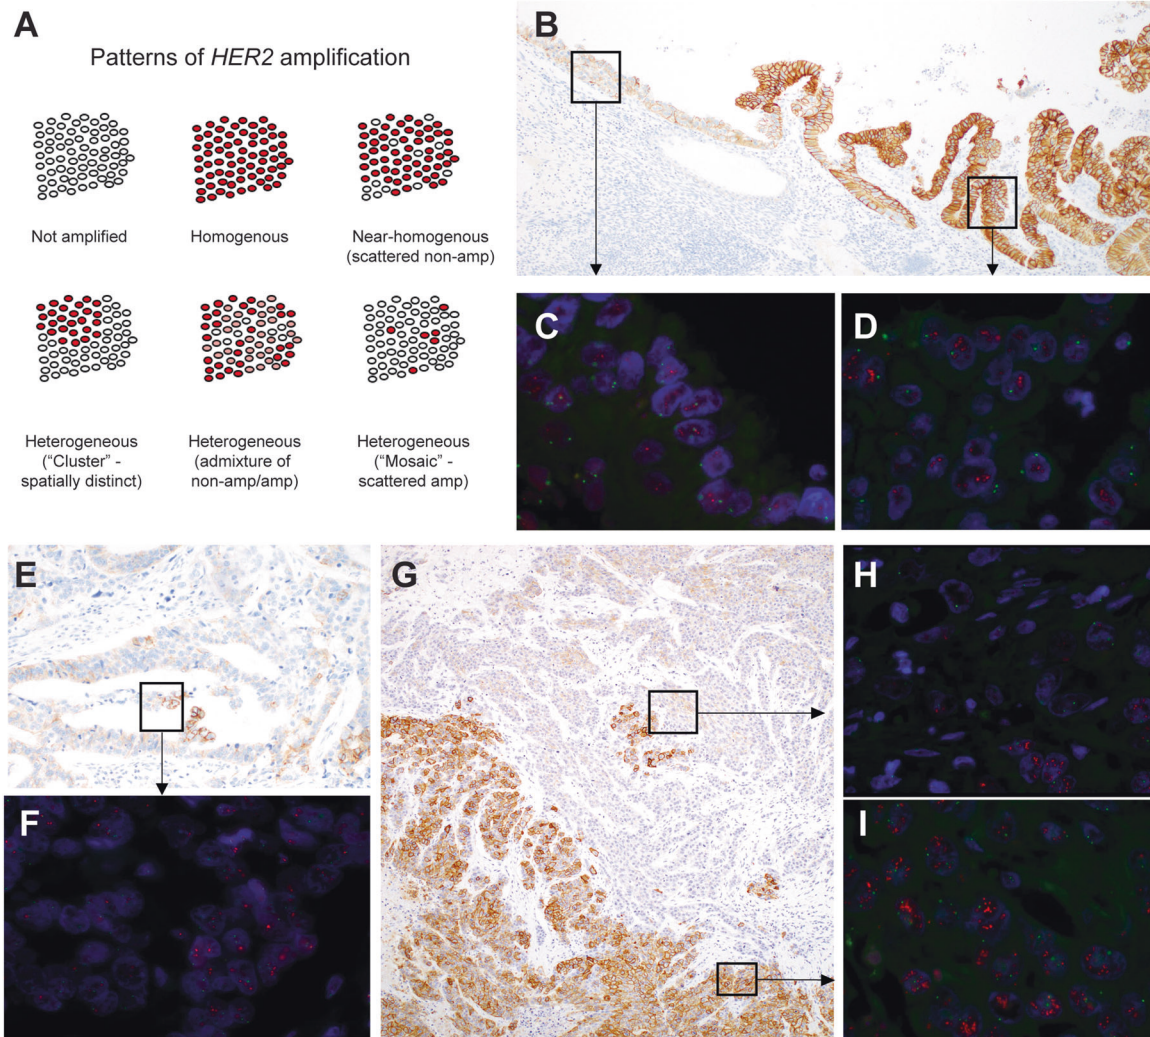 A
Patterns of HER2 amplification
Not amplified
Homogenous
Near-homogenous
(scattered non-amp)
Heterogeneous
("Cluster" -
spatially distinct)
Heterogeneous
(admixture of
non-amp/amp)
Heterogeneous
("Mosaic" -
scattered amp)
B
C
D
E
F
G
H
I